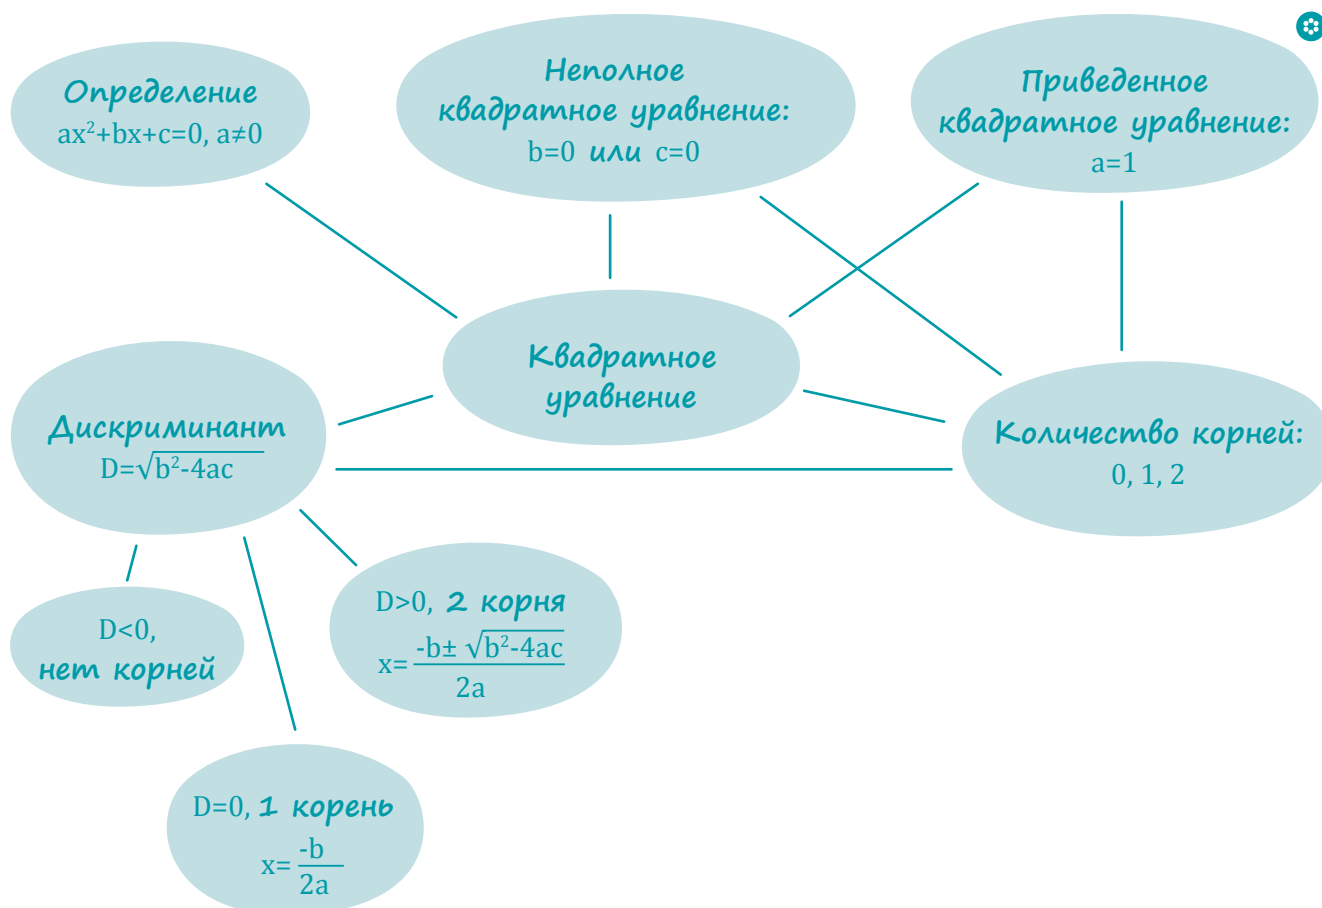 Определение
ax²+bx+c=0, a≠0
Неполное
квадратное уравнение:
b=0 или c=0
Приведенное
квадратное уравнение:
a=1
Квадратное
уравнение
Дискриминант
D=√b²-4ac
Количество корней:
0, 1, 2
D<0,
нет корней
D>0, 2 корня
x= -b± √b²-4ac
2a
D=0, 1 корень
x= -b
2a